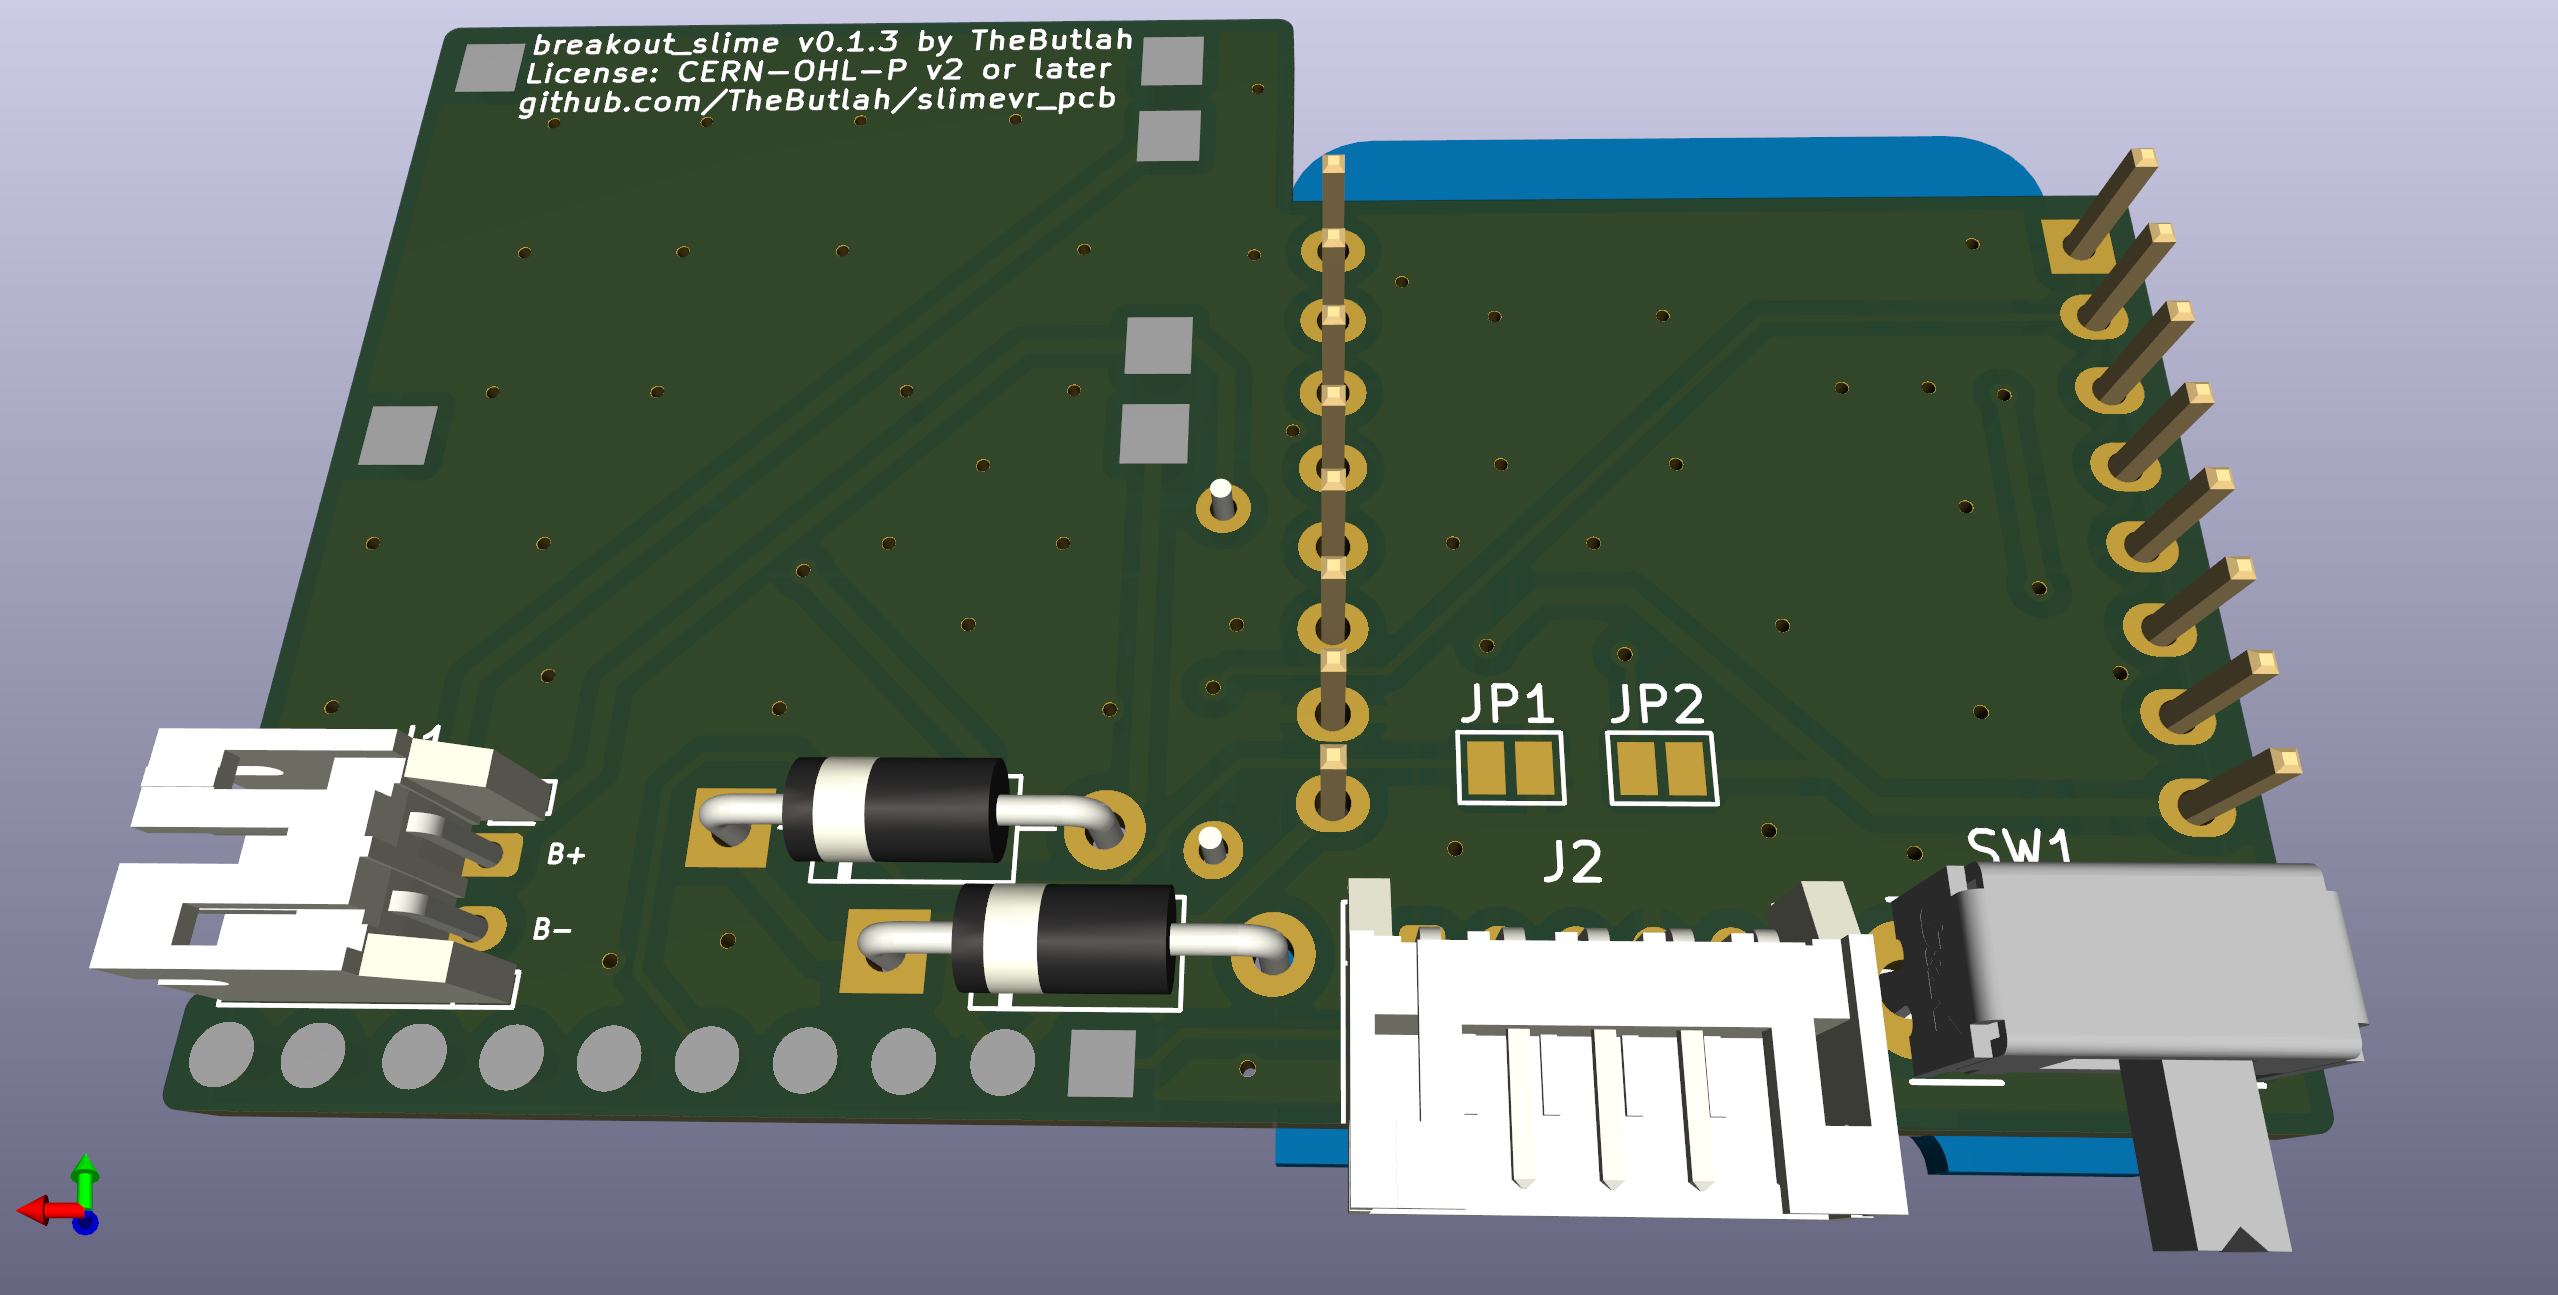 breakout_slime v0.1.3 by TheButlah
License: CERN-OHL-P v2 or later
github.com/TheButlah/slimevr_pcb
JP1 JP2
J1
B+
J2
SW1
B-